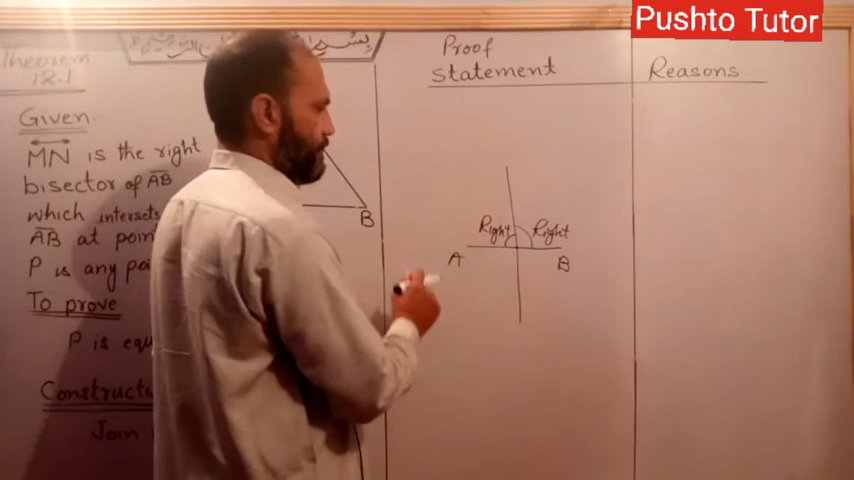 Pushto Tutor
Theorem
12.1
Given
MN is the right
bisector of AB
which intersets
AB at poin
P is any poi
To prove
P is equ
Constructi
Join
B
Proof
Statement
Reasons
Right Right
A
B